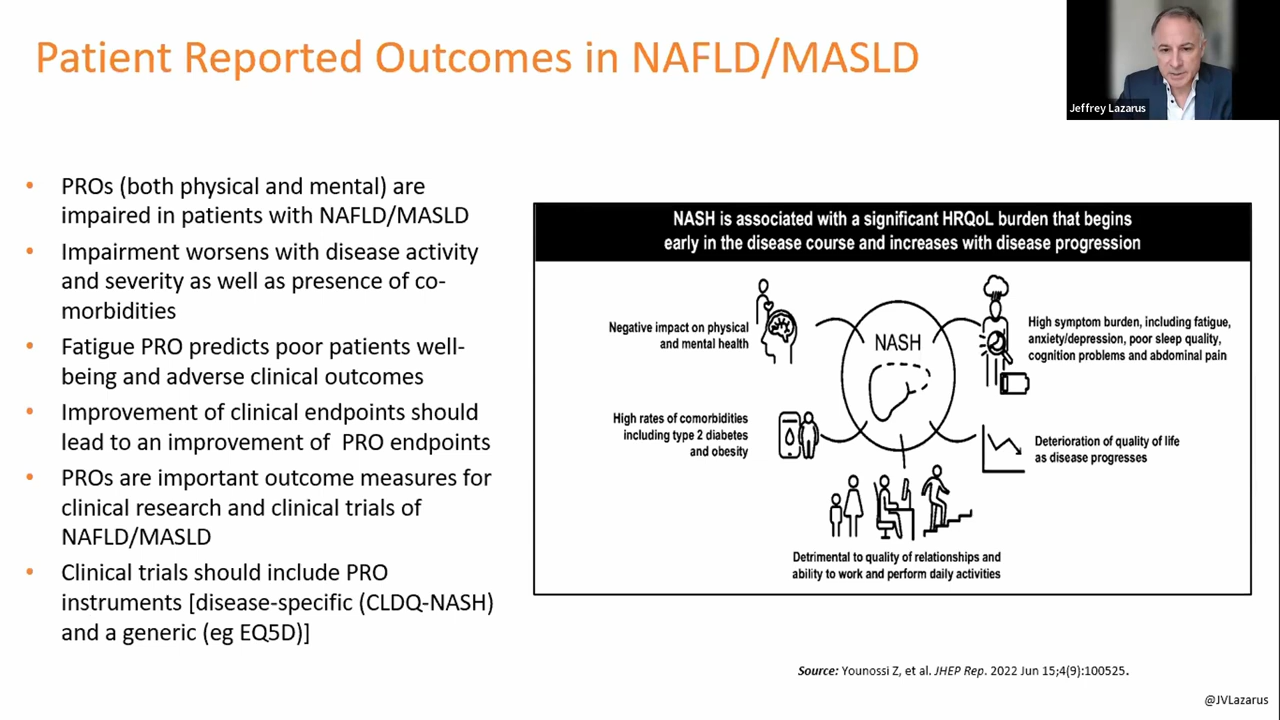 Patient Reported Outcomes in NAFLD/MASLD
Jeffrey Lazarus
• PROs (both physical and mental) are
impaired in patients with NAFLD/MASLD
• Impairment worsens with disease activity
and severity as well as presence of co-
morbidities
• Fatigue PRO predicts poor patients well-
being and adverse clinical outcomes
• Improvement of clinical endpoints should
lead to an improvement of PRO endpoints
• PROs are important outcome measures for
clinical research and clinical trials of
NAFLD/MASLD
• Clinical trials should include PRO
instruments [disease-specific (CLDQ-NASH)
and a generic (eg EQ5D)]
NASH is associated with a significant HRQoL burden that begins
early in the disease course and increases with disease progression
Negative impact on physical
and mental health
NASH
High symptom burden, including fatigue,
anxiety/depression, poor sleep quality,
cognition problems and abdominal pain
High rates of comorbidities
including type 2 diabetes
and obesity
Deterioration of quality of life
as disease progresses
Detrimental to quality of relationships and
ability to work and perform daily activities
Source: Younossi Z, et al. JHEP Rep. 2022 Jun 15;4(9):100525.
@JVLazarus